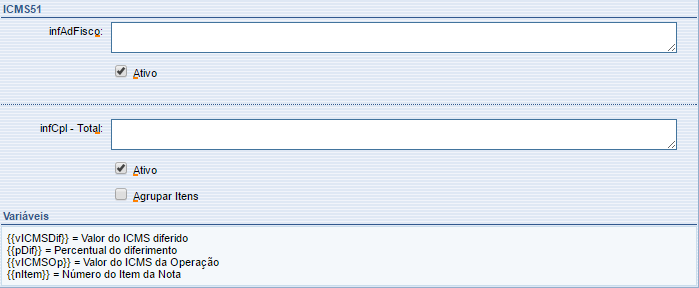 ICMS51
infAdFisco:
Ativo
infCpl - Total:
Ativo
Agrupar Itens
Variáveis
{{vICMSDif}} = Valor do ICMS diferido
{{pDif}} = Percentual do diferimento
{{vICMSOp}} = Valor do ICMS da Operação
{{nItem}} = Número do Item da Nota